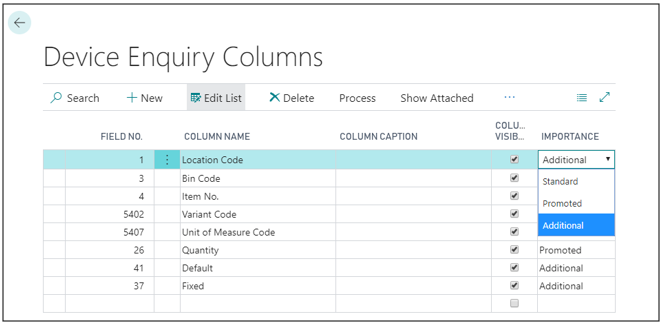 Device Enquiry Columns
Search + New Edit List Delete Process Show Attached ...
FIELD NO. COLUMN NAME COLUMN CAPTION COLU... VISIB... IMPORTANCE
1 Location Code Additional
3 Bin Code Standard
4 Item No. Promoted
5402 Variant Code Additional
5407 Unit of Measure Code
26 Quantity Promoted
41 Default Additional
37 Fixed Additional